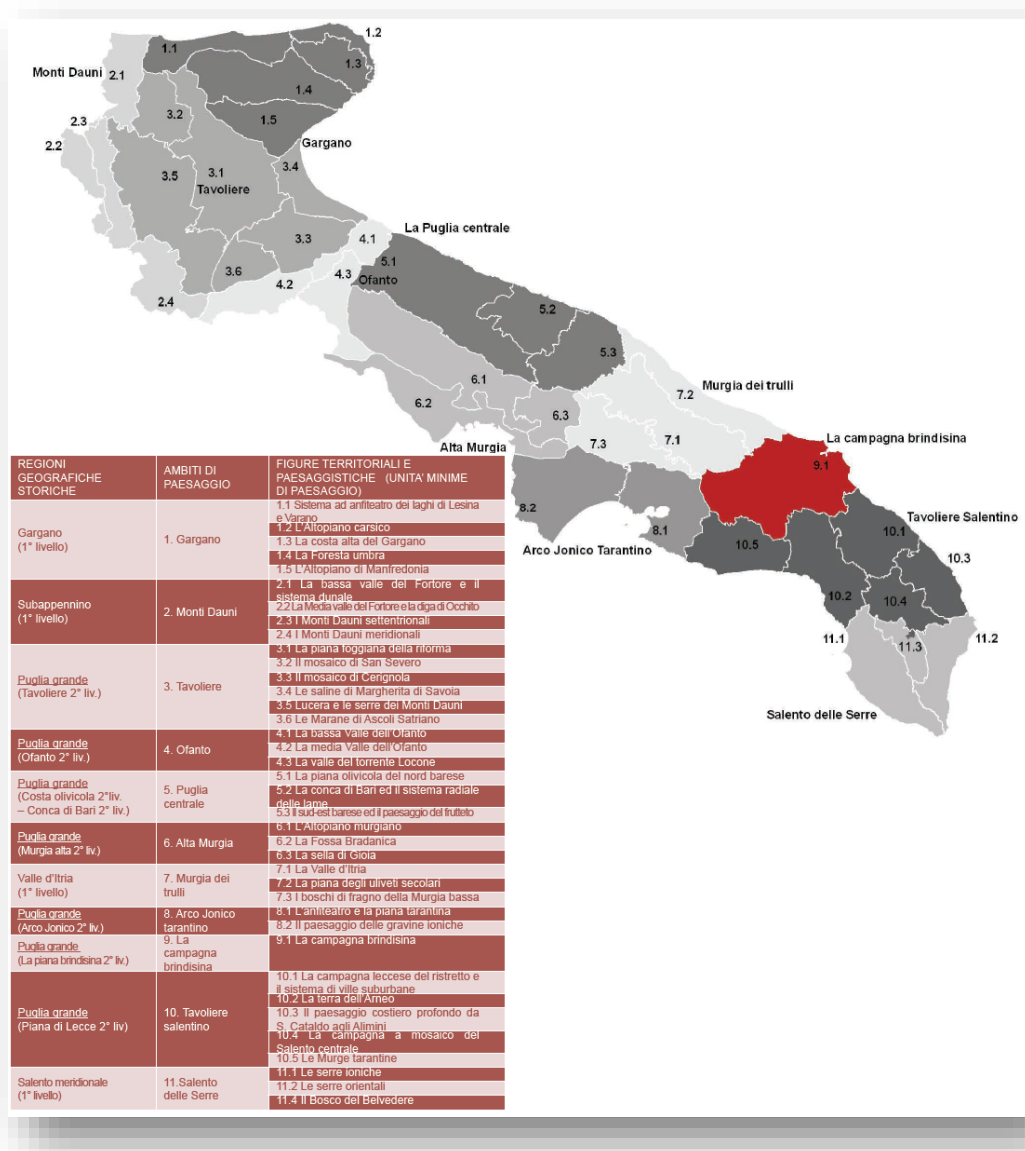 1.2
1.1
1.3
Monti Dauni
2.1
1.4
3.2
1.5
2.3
Gargano
2.2
3.4
3.1
3.5
Tavoliere
La Puglia centrale
3.3
4.1
5.1
3.6
4.3
Ofanto
4.2
2.4
5.2
5.3
6.1
Murgia dei trulli
7.2
6.2
6.3
7.3
7.1
Alta Murgia
La campagna brindisina
9.1
8.2
Tavoliere Salentino
8.1
10.1
Arco Jonico Tarantino
10.5
10.3
10.2
10.4
11.1
11.2
11.3
Salento delle Serre
REGIONI
GEOGRAFICHE
STORICHE
AMBITI DI
PAESAGGIO
FIGURE TERRITORIALI E
PAESAGGISTICHE (UNITA' MINIME
DI PAESAGGIO)
Gargano
(1° livello)
1. Gargano
1.1 Sistema ad anfiteatro dei laghi di Lesina
e Varano
1.2 L'Altopiano carsico
1.3 La costa alta del Gargano
1.4 La Foresta umbra
1.5 L'Altopiano di Manfredonia
Subappennino
(1° livello)
2. Monti Dauni
2.1 La bassa valle del Fortore e il
sistema dunale
2.2 La Media valle del Fortore e la diga di Occhito
2.3 I Monti Dauni settentrionali
2.4 I Monti Dauni meridionali
Puglia grande
(Tavoliere 2° liv.)
3. Tavoliere
3.1 La piana foggiana della riforma
3.2 Il mosaico di San Severo
3.3 Il mosaico di Cerignola
3.4 Le saline di Margherita di Savoia
3.5 Lucera e le serre dei Monti Dauni
3.6 Le Marane di Ascoli Satriano
Puglia grande
(Ofanto 2° liv.)
4. Ofanto
4.1 La bassa Valle dell'Ofanto
4.2 La media Valle dell'Ofanto
4.3 La valle del torrente Locone
Puglia grande
(Costa olivicola 2°liv.
– Conca di Bari 2° liv.)
5. Puglia
centrale
5.1 La piana olivicola del nord barese
5.2 La conca di Bari ed il sistema radiale
delle lame
5.3 Il sud-est barese ed il paesaggio del frutteto
Puglia grande
(Murgia alta 2° liv.)
6. Alta Murgia
6.1 L'Altopiano murgiano
6.2 La Fossa Bradanica
6.3 La sella di Gioia
Valle d'Itria
(1° livello)
7. Murgia dei
trulli
7.1 La Valle d'Itria
7.2 La piana degli uliveti secolari
7.3 I boschi di fragno della Murgia bassa
Puglia grande
(Arco Jonico 2° liv.)
8. Arco Jonico
tarantino
8.1 L'anfiteatro e la piana tarantina
8.2 Il paesaggio delle gravine ioniche
Puglia grande
(La piana brindisina 2° liv.)
9. La
campagna
brindisina
9.1 La campagna brindisina
Puglia grande
(Piana di Lecce 2° liv)
10. Tavoliere
salentino
10.1 La campagna leccese del ristretto e
il sistema di ville suburbane
10.2 La terra dell'Arneo
10.3 Il paesaggio costiero profondo da
S. Cataldo agli Alimini
10.4 La campagna a mosaico del
Salento centrale
10.5 Le Murge tarantine
Salento meridionale
(1° livello)
11.Salento
delle Serre
11.1 Le serre ioniche
11.2 Le serre orientali
11.4 Il Bosco del Belvedere